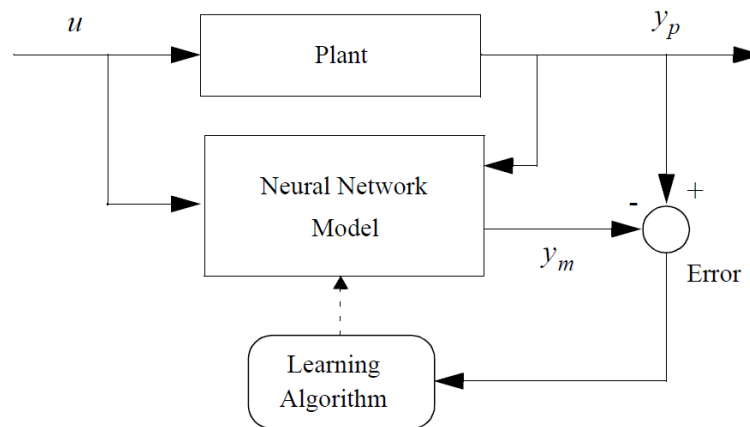 u
y_p
Plant
Neural Network
Model
-
+
y_m
Error
Learning
Algorithm